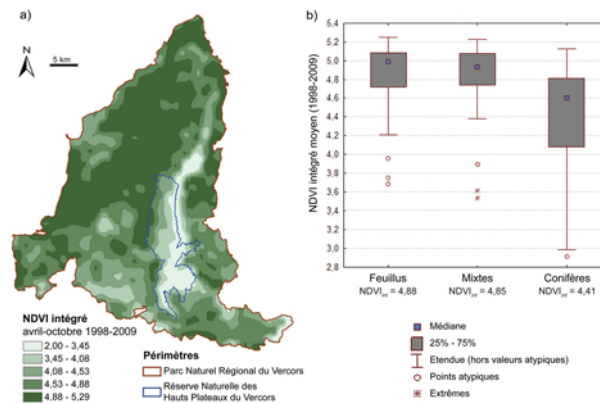 a)
N
5 km
NDVI intégré
avril-octobre 1998-2009
2,00 - 3,45
3,45 - 4,08
4,08 - 4,53
4,53 - 4,88
4,88 - 5,29
Périmètres
Parc Naturel Régional du Vercors
Réserve Naturelle des
Hauts Plateaux du Vercors
b)
NDVI intégré moyen (1998-2009)
5,4
5,2
5,0
4,8
4,6
4,4
4,2
4,0
3,8
3,6
3,4
3,2
3,0
2,8
Feuillus
Mixtes
Conifères
NDVIint = 4,88
NDVIint = 4,85
NDVIint = 4,41
Médiane
25% - 75%
Etendue (hors valeurs atypiques)
Points atypiques
Extrêmes